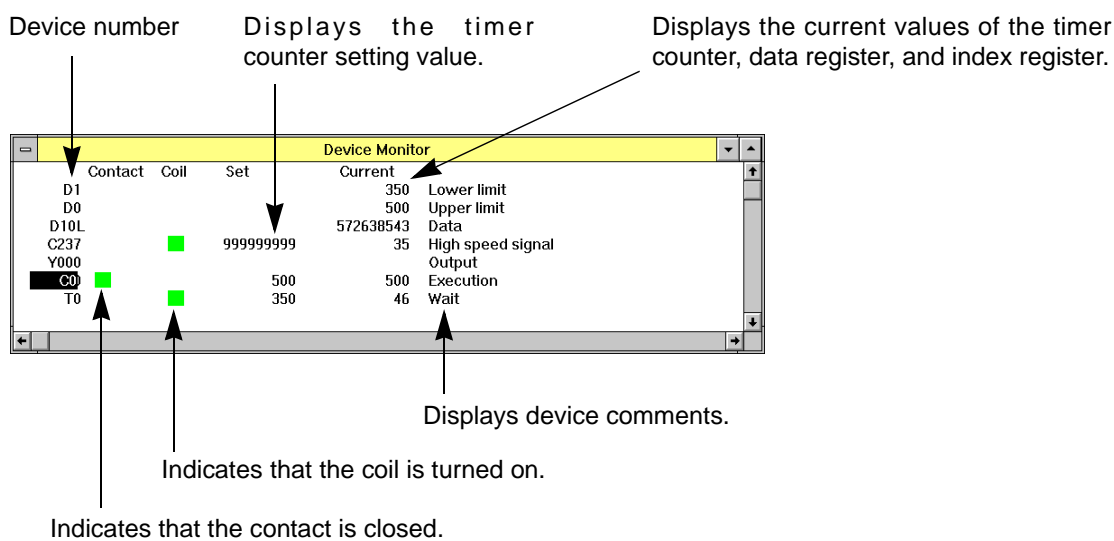 Device number
Displays the timer
counter setting value.
Displays the current values of the timer
counter, data register, and index register.
Device Monitor
Contact Coil Set Current
D1 350 Lower limit
D0 500 Upper limit
D10L 572638543 Data
C237 999999999 35 High speed signal
Y000 Output
C0 500 500 Execution
T0 350 46 Wait
Displays device comments.
Indicates that the coil is turned on.
Indicates that the contact is closed.